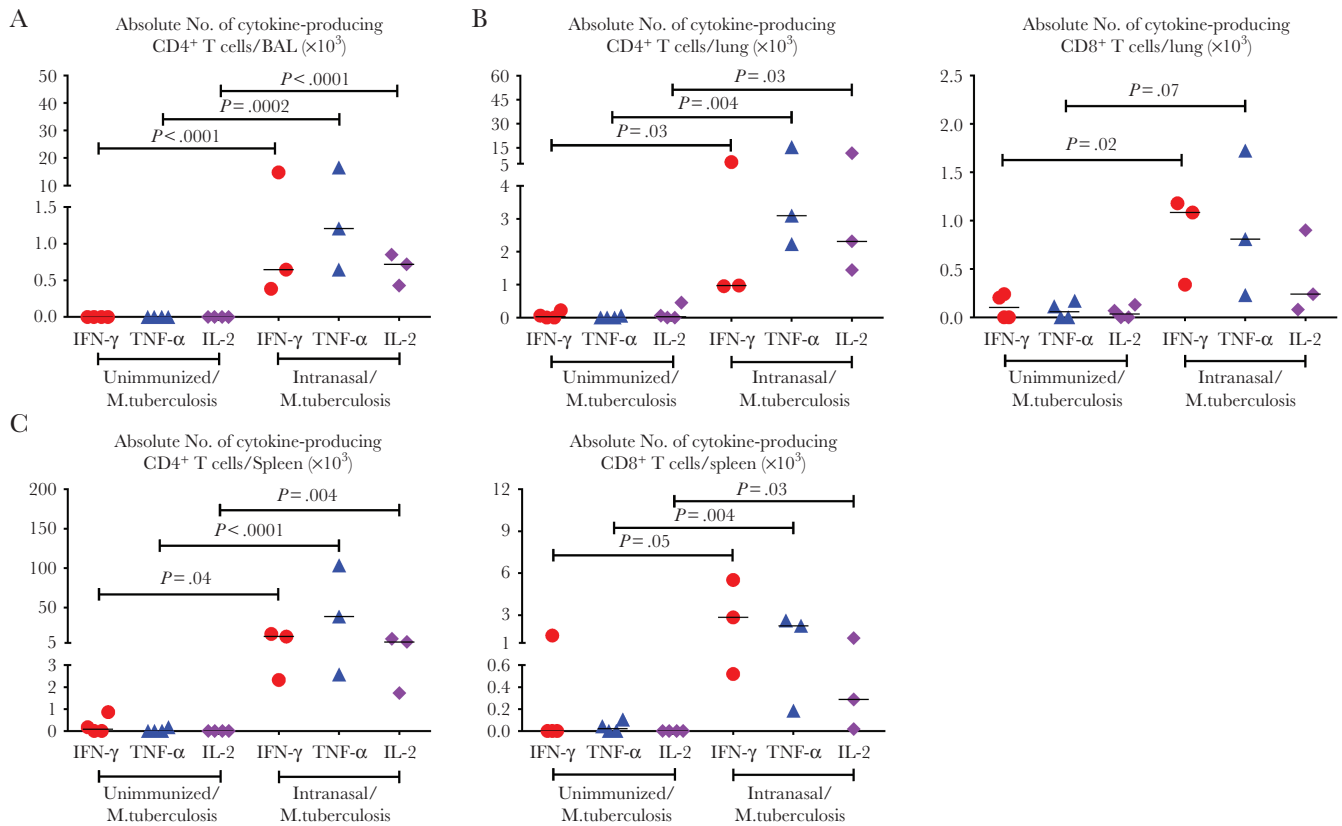 A
Absolute No. of cytokine-producing
CD4+ T cells/BAL (×10³)
50
40
30
20
10
1.5
1.0
0.5
0.0
P<.0001
P=.0002
P<.0001
IFN-γ TNF-α IL-2 IFN-γ TNF-α IL-2
Unimmunized/ Intranasal/
M.tuberculosis M.tuberculosis
B
Absolute No. of cytokine-producing
CD4+ T cells/lung (×10³)
60
45
30
15
5
4
3
2
1
0
P=.03
P=.004
P=.03
IFN-γ TNF-α IL-2 IFN-γ TNF-α IL-2
Unimmunized/ Intranasal/
M.tuberculosis M.tuberculosis
Absolute No. of cytokine-producing
CD8+ T cells/lung (×10³)
2.5
2.0
1.5
1.0
0.5
0.0
P=.07
P=.02
IFN-γ TNF-α IL-2 IFN-γ TNF-α IL-2
Unimmunized/ Intranasal/
M.tuberculosis M.tuberculosis
C
Absolute No. of cytokine-producing
CD4+ T cells/Spleen (×10³)
200
150
100
50
5
3
2
1
0
P=.004
P<.0001
P=.04
IFN-γ TNF-α IL-2 IFN-γ TNF-α IL-2
Unimmunized/ Intranasal/
M.tuberculosis M.tuberculosis
Absolute No. of cytokine-producing
CD8+ T cells/spleen (×10³)
12
9
6
3
1
0.6
0.4
0.2
0.0
P=.03
P=.004
P=.05
IFN-γ TNF-α IL-2 IFN-γ TNF-α IL-2
Unimmunized/ Intranasal/
M.tuberculosis M.tuberculosis